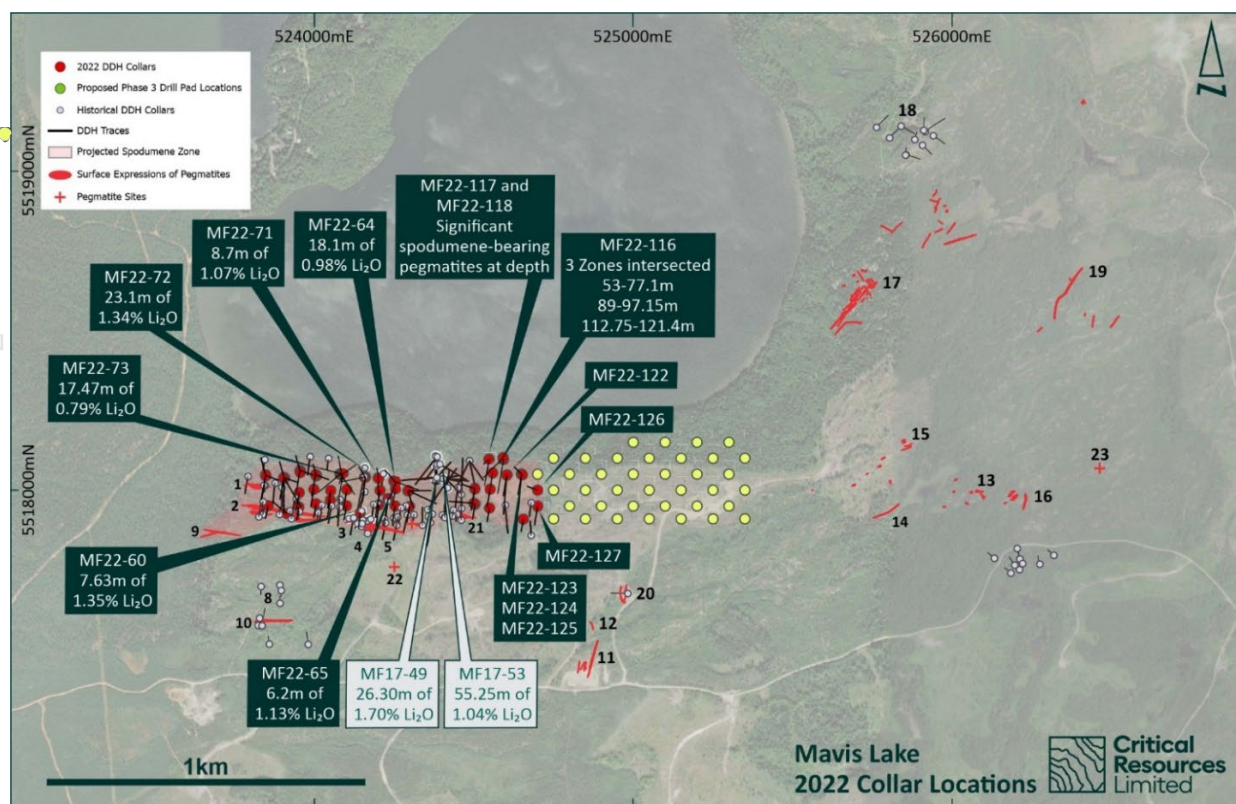 524000mE
525000mE
526000mE
5519000mN
5518000mN
2022 DDH Collars
Proposed Phase 3 Drill Pad Locations
Historical DDH Collars
DDH Traces
Projected Spodumene Zone
Surface Expressions of Pegmatites
Pegmatite Sites
N
MF22-117 and
MF22-118
Significant
spodumene-bearing
pegmatites at depth
MF22-64
18.1m of
0.98% Li₂O
MF22-71
8.7m of
1.07% Li₂O
MF22-116
3 Zones intersected
53-77.1m
89-97.15m
112.75-121.4m
MF22-72
23.1m of
1.34% Li₂O
MF22-73
17.47m of
0.79% Li₂O
MF22-122
MF22-126
18
17
19
15
23
13
16
14
1
2
9
3
4
5
21
22
MF22-127
MF22-60
7.63m of
1.35% Li₂O
MF22-123
MF22-124
MF22-125
8
10
20
12
11
MF22-65
6.2m of
1.13% Li₂O
MF17-49
26.30m of
1.70% Li₂O
MF17-53
55.25m of
1.04% Li₂O
1km
Mavis Lake
2022 Collar Locations
Critical
Resources
Limited